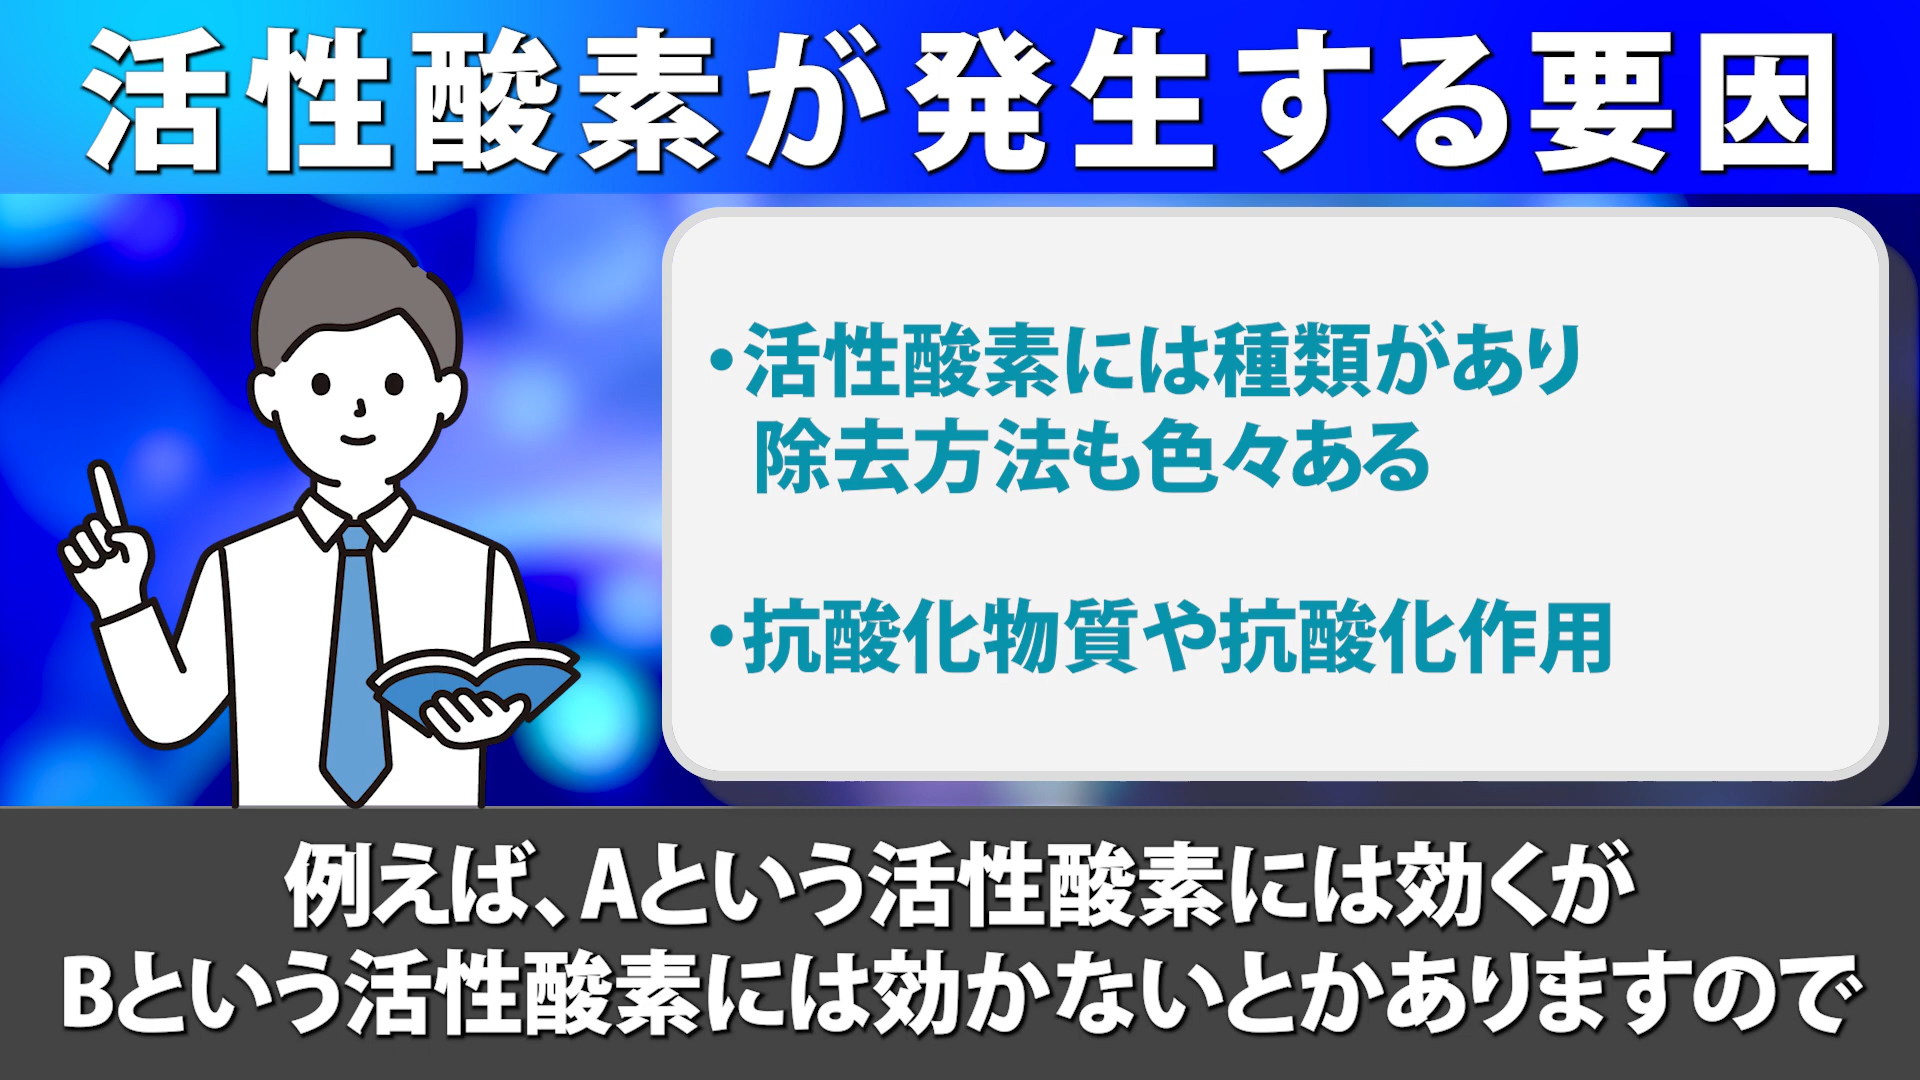 活性酸素が発生する要因
・活性酸素には種類があり
除去方法も色々ある
・抗酸化物質や抗酸化作用
例えば、Aという活性酸素には効くが
Bという活性酸素には効かないとかありますので